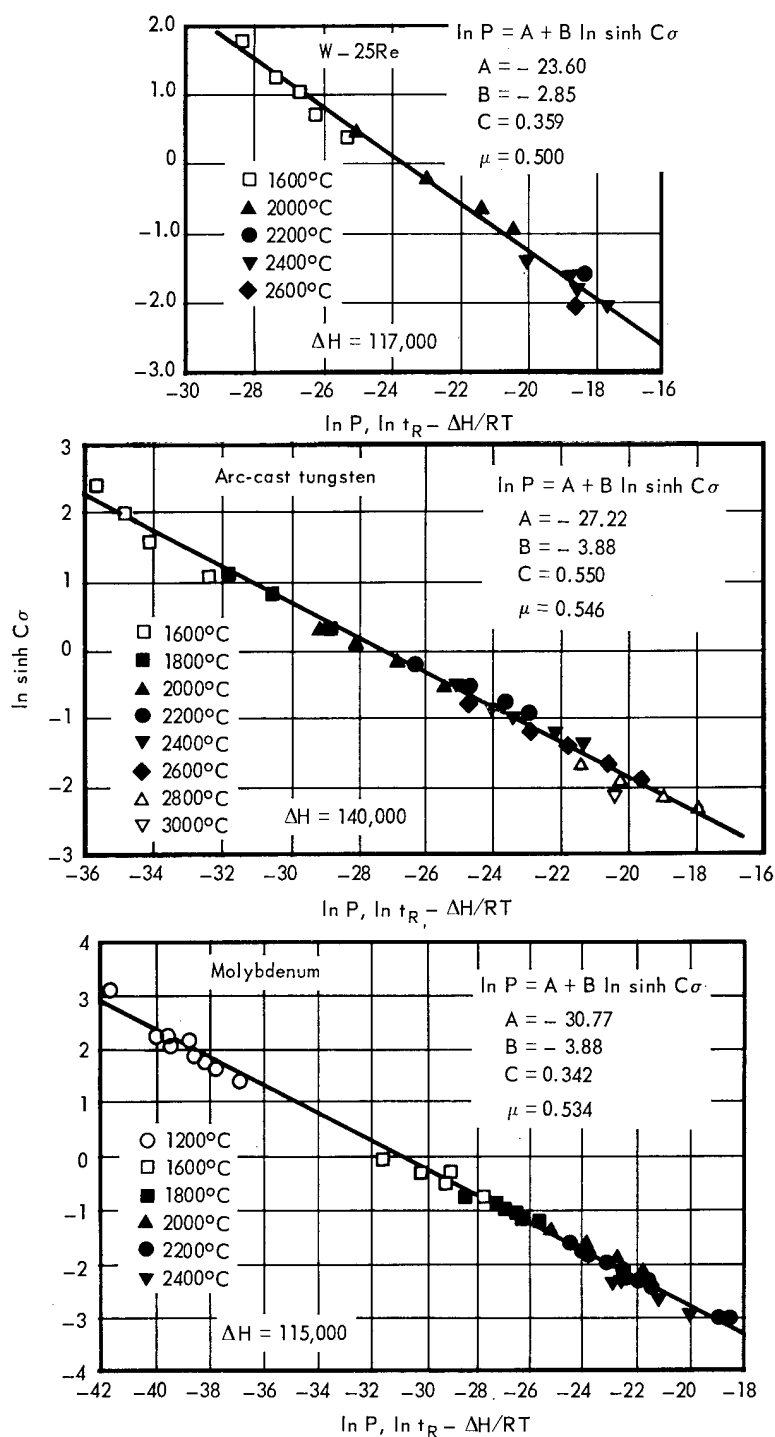 W-25Re
ln P = A + B ln sinh Cσ
A = - 23.60
B = - 2.85
C = 0.359
μ = 0.500
2.0
1.0
0
-1.0
-2.0
-3.0
1600°C
2000°C
2200°C
2400°C
2600°C
ΔH = 117,000
-30 -28 -26 -24 -22 -20 -18 -16
ln P, ln tR - ΔH/RT
ln sinh Cσ
Arc-cast tungsten
ln P = A + B ln sinh Cσ
A = - 27.22
B = - 3.88
C = 0.550
μ = 0.546
3
2
1
0
-1
-2
-3
1600°C
1800°C
2000°C
2200°C
2400°C
2600°C
2800°C
3000°C
ΔH = 140,000
-36 -34 -32 -30 -28 -26 -24 -22 -20 -18 -16
ln P, ln tR, - ΔH/RT
Molybdenum
ln P = A + B ln sinh Cσ
A = - 30.77
B = - 3.88
C = 0.342
μ = 0.534
4
3
2
1
0
-1
-2
-3
-4
1200°C
1600°C
1800°C
2000°C
2200°C
2400°C
ΔH = 115,000
-42 -40 -38 -36 -34 -32 -30 -28 -26 -24 -22 -20 -18
ln P, ln tR - ΔH/RT